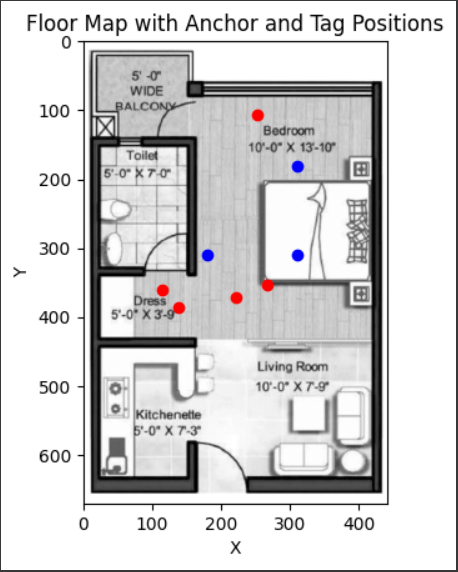 Floor Map with Anchor and Tag Positions
0
100
200
300
400
500
600
Y
5' -0"
WIDE
BALCONY
Bedroom
10'-0" X 13'-10"
Toilet
5'-0" X 7'-0"
Dress
5'-0" X 3'-9
Living Room
10'-0" X 7'-9"
Kitchenette
5'-0" X 7'-3"
0 100 200 300 400
X